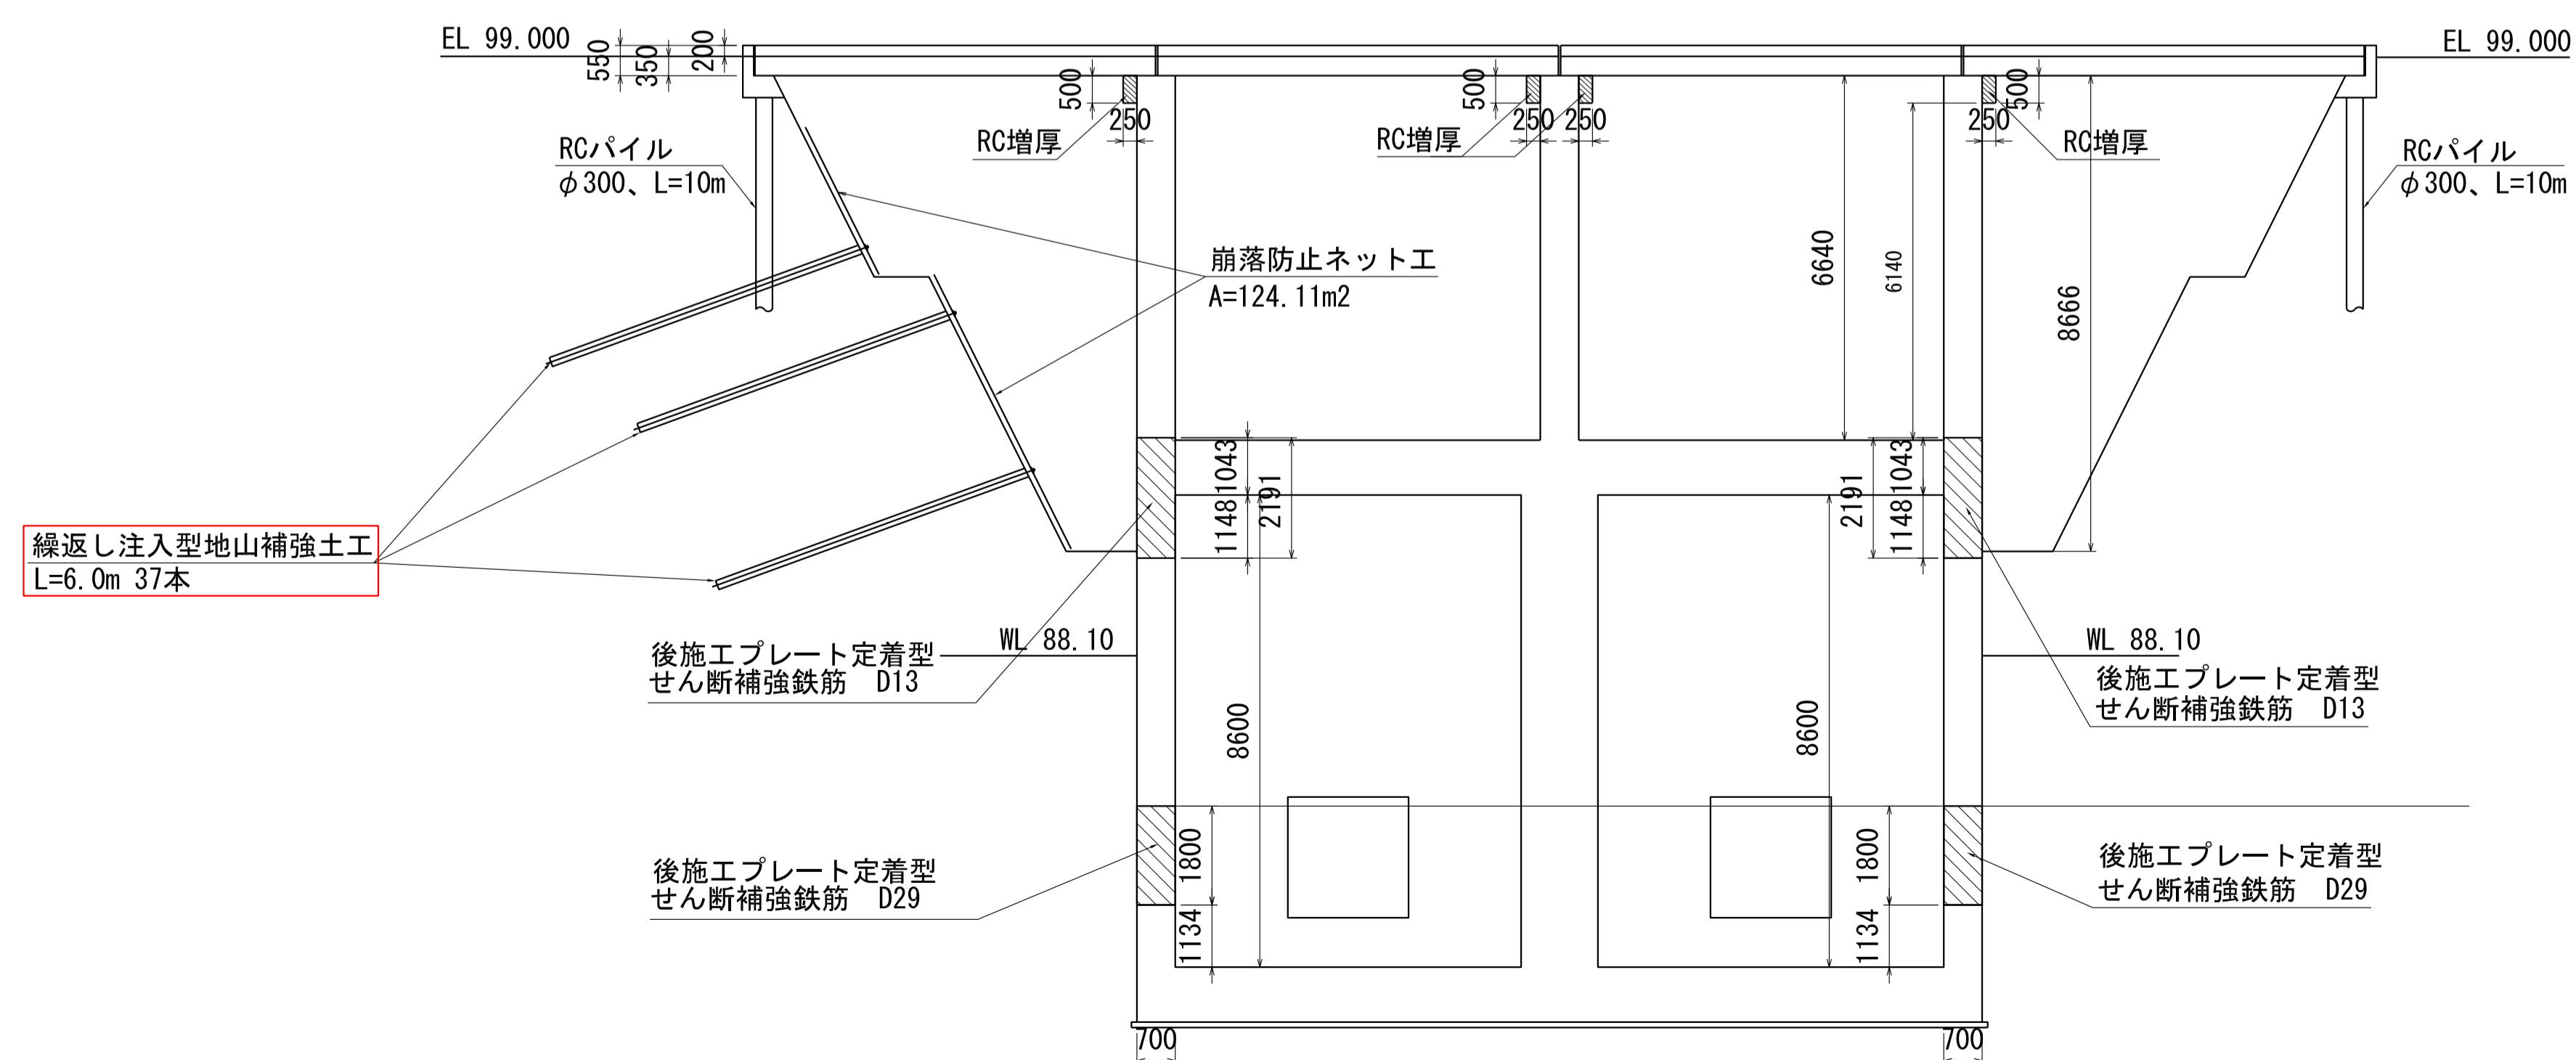 EL 99.000
550
350
200
EL 99.000
500
250
RC増厚
500
250
250
RC増厚
500
250
RC増厚
RCパイル
φ300、L=10m
RCパイル
φ300、L=10m
崩落防止ネット工
A=124.11m2
6640
6140
8666
繰返し注入型地山補強土工
L=6.0m 37本
1043
1148
2191
2191
1043
1148
WL 88.10
WL 88.10
後施工プレート定着型
せん断補強鉄筋 D13
後施工プレート定着型
せん断補強鉄筋 D13
8600
8600
1800
1134
1800
1134
後施工プレート定着型
せん断補強鉄筋 D29
後施工プレート定着型
せん断補強鉄筋 D29
700
700